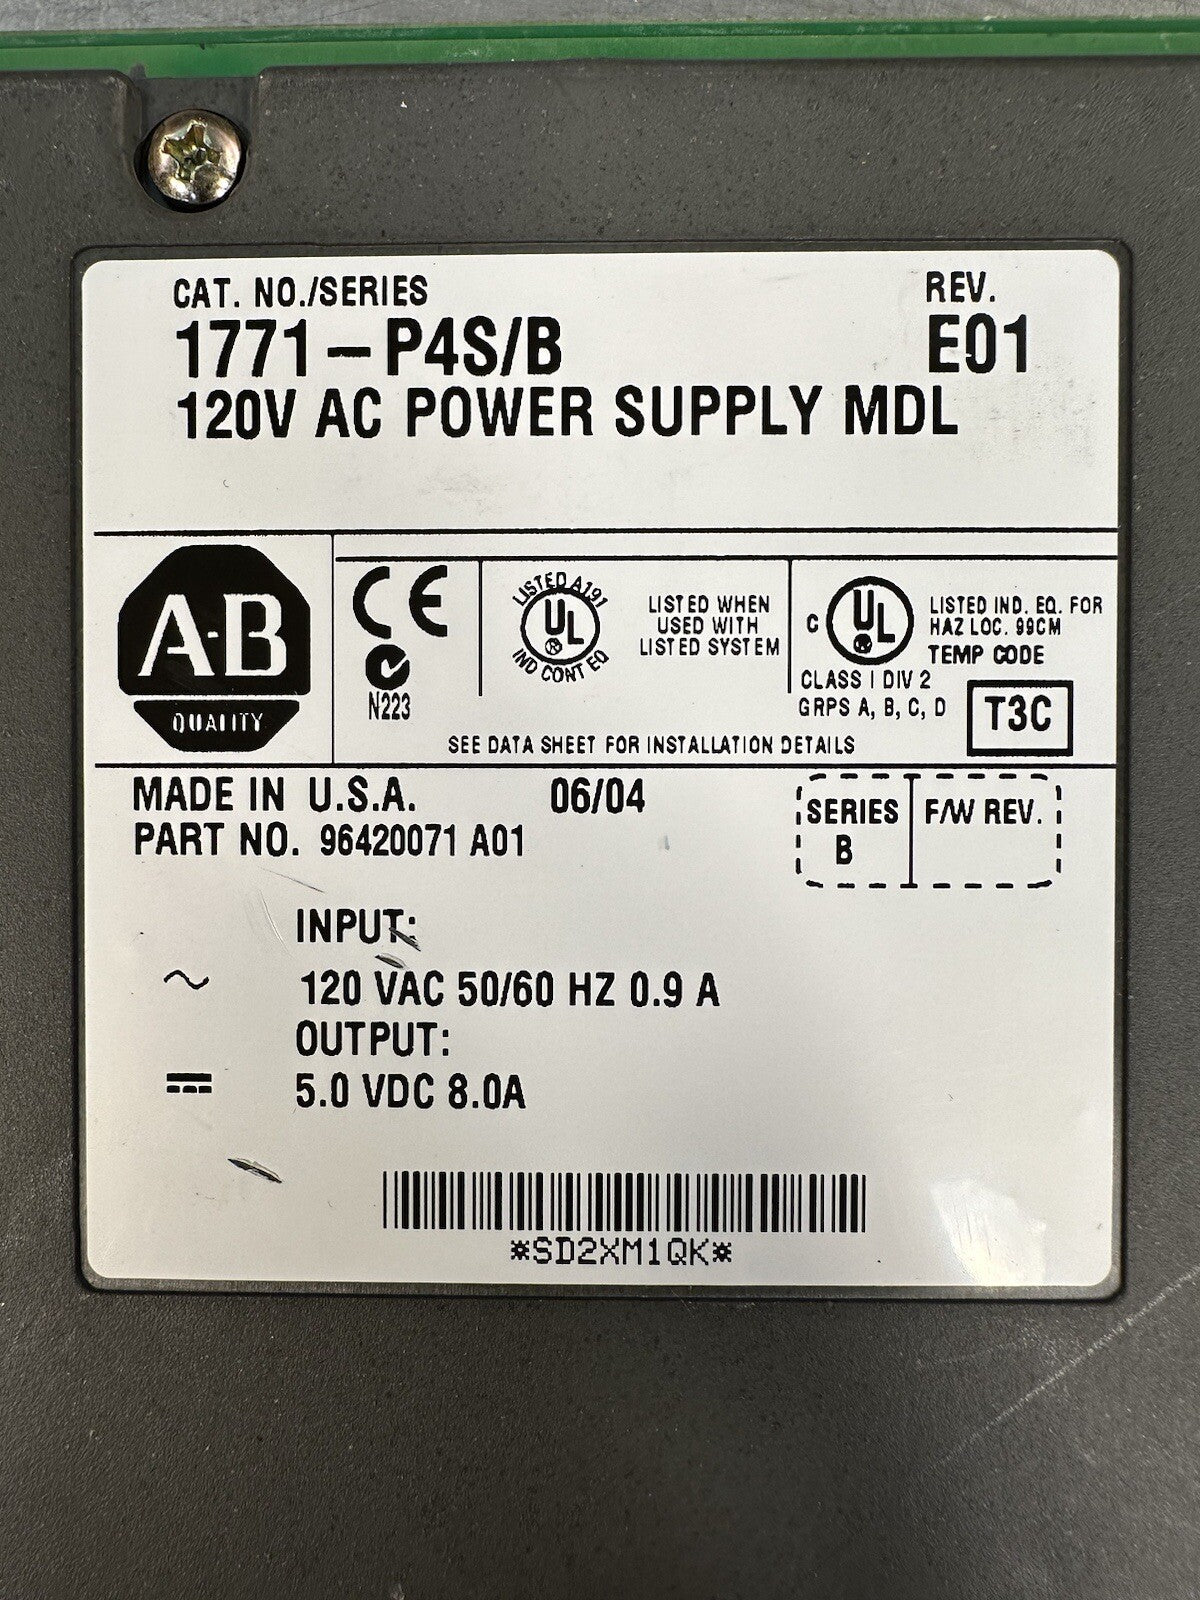 CAT. NO./SERIES REV.
1771-P4S/B E01
120V AC POWER SUPPLY MDL
A-B
QUALITY
CE
N223
LISTED A191
UL
IND CONT EQ
LISTED WHEN
USED WITH
LISTED SYSTEM
C UL
LISTED IND. EQ. FOR
HAZ LOC. 99CM
TEMP CODE
CLASS I DIV 2
GRPS A, B, C, D
T3C
SEE DATA SHEET FOR INSTALLATION DETAILS
MADE IN U.S.A. 06/04
PART NO. 96420071 A01
SERIES F/W REV.
B
INPUT:
~ 120 VAC 50/60 HZ 0.9 A
OUTPUT:
5.0 VDC 8.0A
*SD2XM1QK*